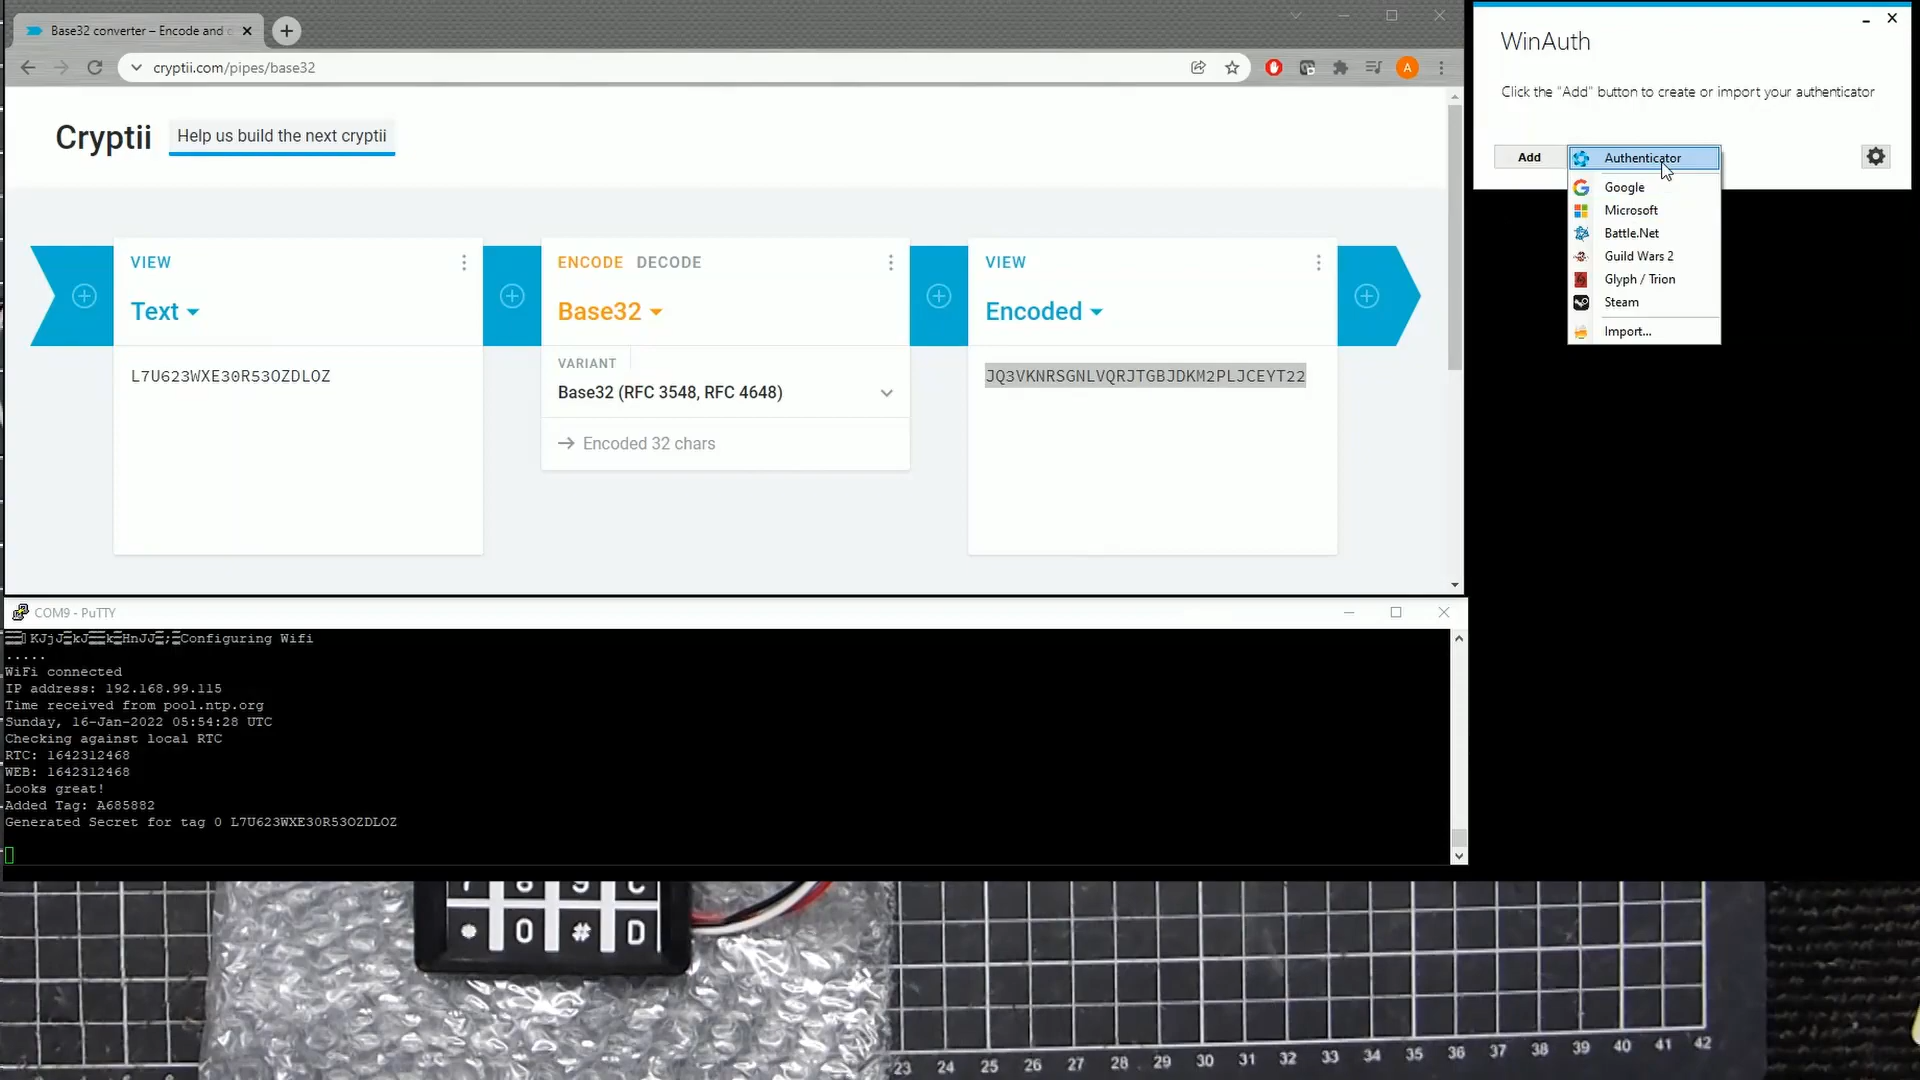 Base32 converter – Encode and
cryptii.com/pipes/base32
A
Cryptii
Help us build the next cryptii
VIEW
Text
L7U623WXE30R53OZDLOZ
ENCODE DECODE
Base32
VARIANT
Base32 (RFC 3548, RFC 4648)
Encoded 32 chars
VIEW
Encoded
JQ3VKNRSGNLVQRJTGBJDKM2PLJCEYT22
WinAuth
Click the "Add" button to create or import your authenticator
Add
Authenticator
Google
Microsoft
Battle.Net
Guild Wars 2
Glyph / Trion
Steam
Import...
COM9 - PuTTY
Configuring Wifi
.....
WiFi connected
IP address: 192.168.99.115
Time received from pool.ntp.org
Sunday, 16-Jan-2022 05:54:28 UTC
Checking against local RTC
RTC: 1642312468
WEB: 1642312468
Looks great!
Added Tag: A685882
Generated Secret for tag 0 L7U623WXE30R53OZDLOZ
7 8 9 C
* 0 # D
23 24 25 26 27 28 29 30 31 32 33 34 35 36 37 38 39 40 41 42